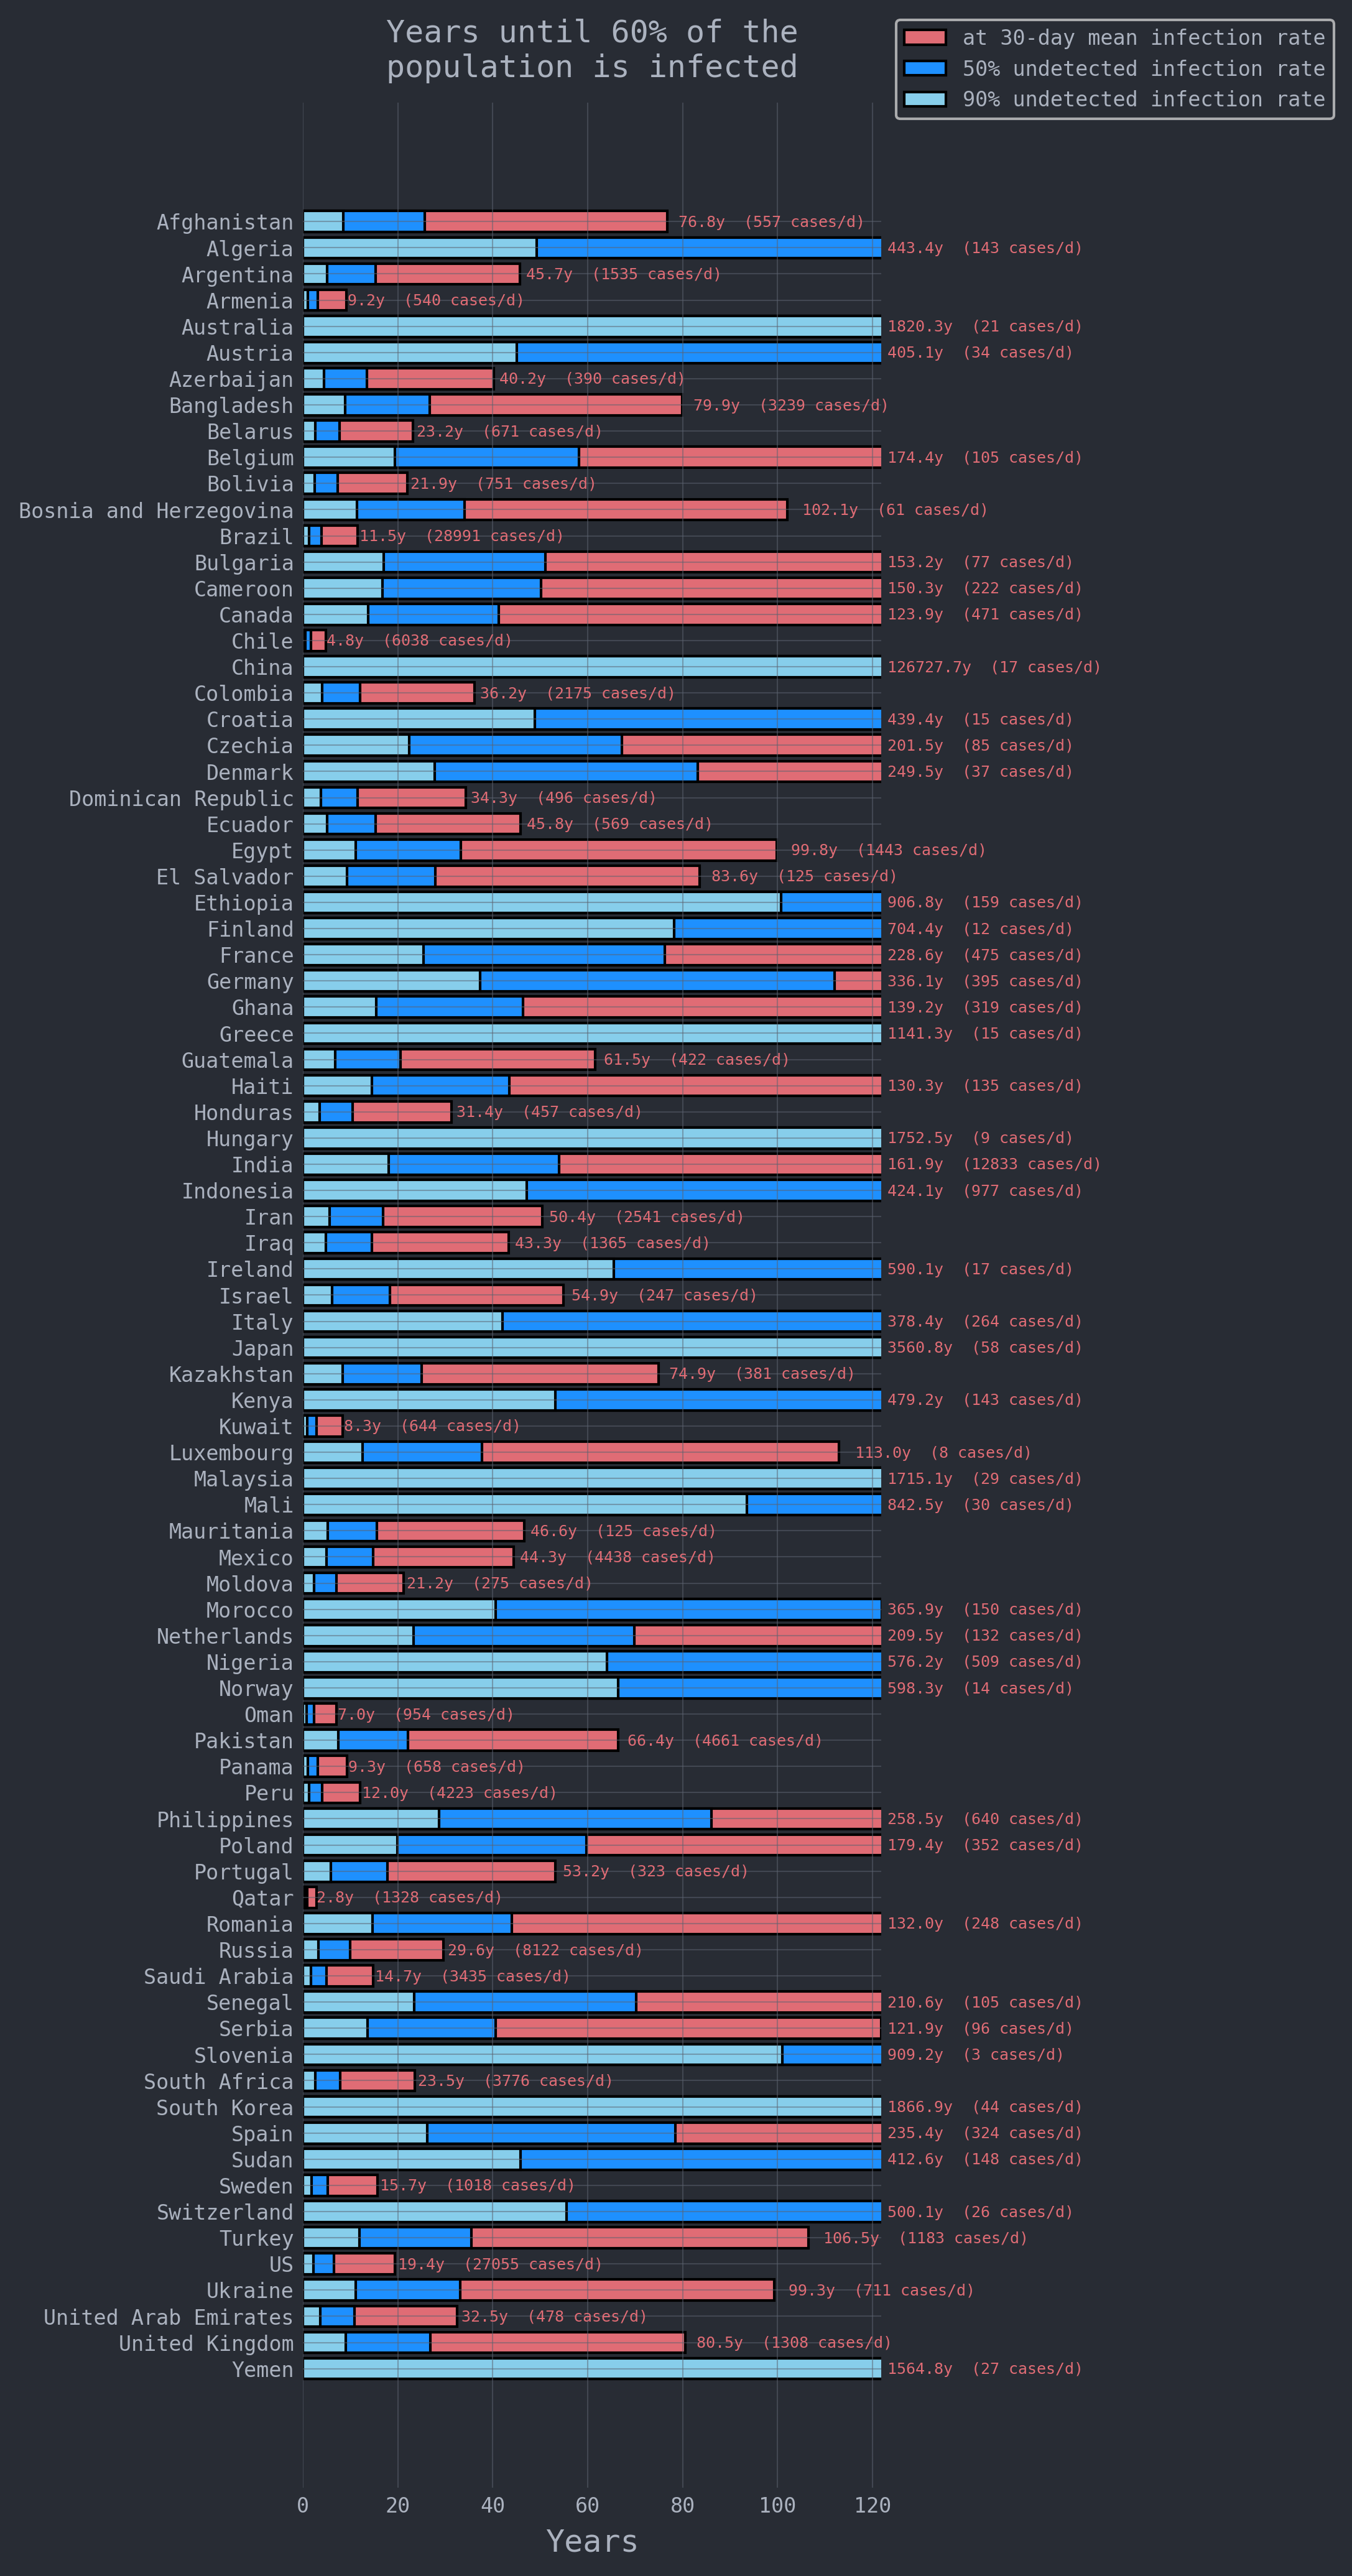 Years until 60% of the
population is infected
at 30-day mean infection rate
50% undetected infection rate
90% undetected infection rate
Afghanistan 76.8y (557 cases/d)
Algeria 443.4y (143 cases/d)
Argentina 45.7y (1535 cases/d)
Armenia 9.2y (540 cases/d)
Australia 1820.3y (21 cases/d)
Austria 405.1y (34 cases/d)
Azerbaijan 40.2y (390 cases/d)
Bangladesh 79.9y (3239 cases/d)
Belarus 23.2y (671 cases/d)
Belgium 174.4y (105 cases/d)
Bolivia 21.9y (751 cases/d)
Bosnia and Herzegovina 102.1y (61 cases/d)
Brazil 11.5y (28991 cases/d)
Bulgaria 153.2y (77 cases/d)
Cameroon 150.3y (222 cases/d)
Canada 123.9y (471 cases/d)
Chile 4.8y (6038 cases/d)
China 126727.7y (17 cases/d)
Colombia 36.2y (2175 cases/d)
Croatia 439.4y (15 cases/d)
Czechia 201.5y (85 cases/d)
Denmark 249.5y (37 cases/d)
Dominican Republic 34.3y (496 cases/d)
Ecuador 45.8y (569 cases/d)
Egypt 99.8y (1443 cases/d)
El Salvador 83.6y (125 cases/d)
Ethiopia 906.8y (159 cases/d)
Finland 704.4y (12 cases/d)
France 228.6y (475 cases/d)
Germany 336.1y (395 cases/d)
Ghana 139.2y (319 cases/d)
Greece 1141.3y (15 cases/d)
Guatemala 61.5y (422 cases/d)
Haiti 130.3y (135 cases/d)
Honduras 31.4y (457 cases/d)
Hungary 1752.5y (9 cases/d)
India 161.9y (12833 cases/d)
Indonesia 424.1y (977 cases/d)
Iran 50.4y (2541 cases/d)
Iraq 43.3y (1365 cases/d)
Ireland 590.1y (17 cases/d)
Israel 54.9y (247 cases/d)
Italy 378.4y (264 cases/d)
Japan 3560.8y (58 cases/d)
Kazakhstan 74.9y (381 cases/d)
Kenya 479.2y (143 cases/d)
Kuwait 8.3y (644 cases/d)
Luxembourg 113.0y (8 cases/d)
Malaysia 1715.1y (29 cases/d)
Mali 842.5y (30 cases/d)
Mauritania 46.6y (125 cases/d)
Mexico 44.3y (4438 cases/d)
Moldova 21.2y (275 cases/d)
Morocco 365.9y (150 cases/d)
Netherlands 209.5y (132 cases/d)
Nigeria 576.2y (509 cases/d)
Norway 598.3y (14 cases/d)
Oman 7.0y (954 cases/d)
Pakistan 66.4y (4661 cases/d)
Panama 9.3y (658 cases/d)
Peru 12.0y (4223 cases/d)
Philippines 258.5y (640 cases/d)
Poland 179.4y (352 cases/d)
Portugal 53.2y (323 cases/d)
Qatar 2.8y (1328 cases/d)
Romania 132.0y (248 cases/d)
Russia 29.6y (8122 cases/d)
Saudi Arabia 14.7y (3435 cases/d)
Senegal 210.6y (105 cases/d)
Serbia 121.9y (96 cases/d)
Slovenia 909.2y (3 cases/d)
South Africa 23.5y (3776 cases/d)
South Korea 1866.9y (44 cases/d)
Spain 235.4y (324 cases/d)
Sudan 412.6y (148 cases/d)
Sweden 15.7y (1018 cases/d)
Switzerland 500.1y (26 cases/d)
Turkey 106.5y (1183 cases/d)
US 19.4y (27055 cases/d)
Ukraine 99.3y (711 cases/d)
United Arab Emirates 32.5y (478 cases/d)
United Kingdom 80.5y (1308 cases/d)
Yemen 1564.8y (27 cases/d)
0 20 40 60 80 100 120
Years